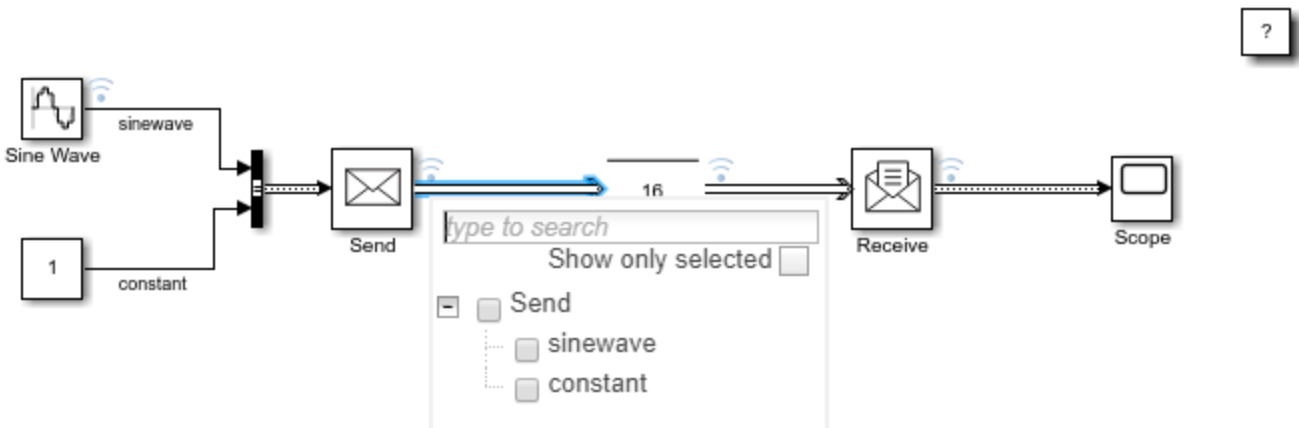 ?
sinewave
Sine Wave
16
Send
Receive
Scope
type to search
Show only selected
1
constant
Send
sinewave
constant